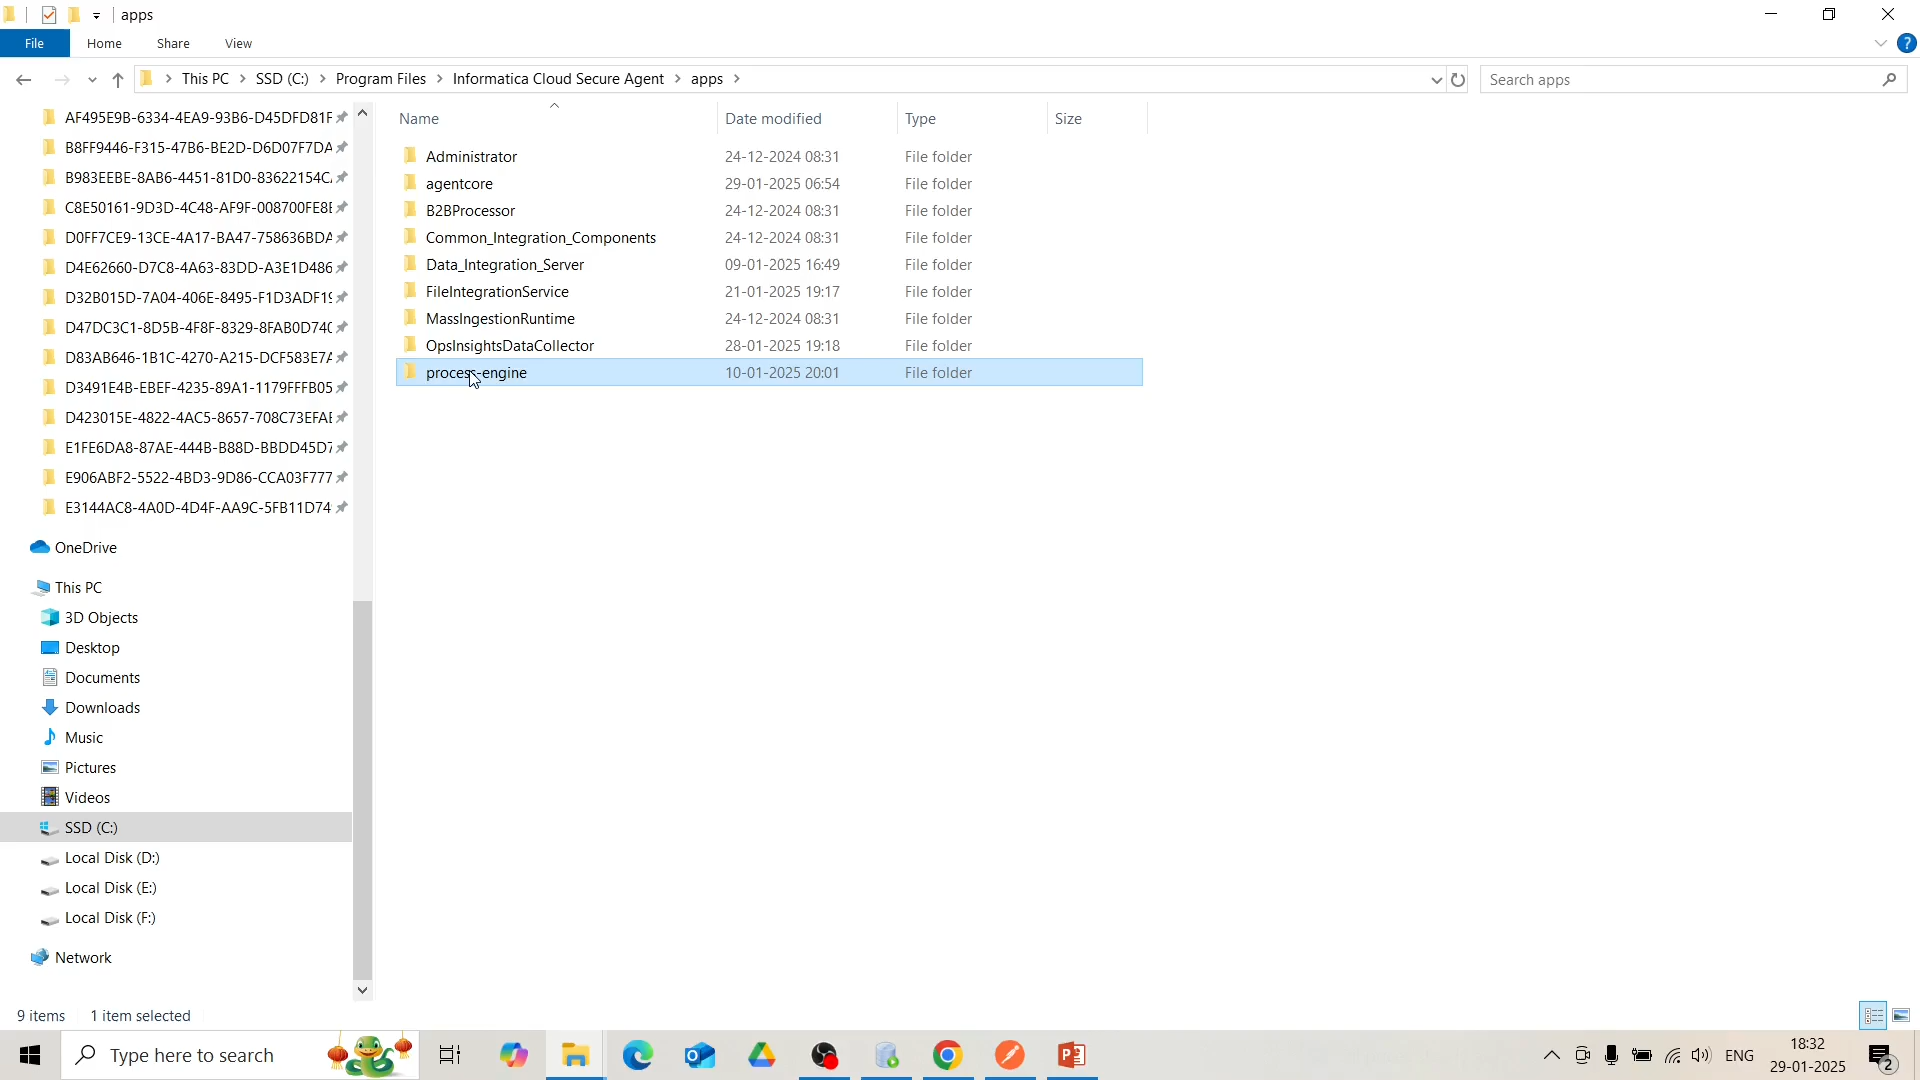 apps
File Home Share View
This PC SSD (C:) Program Files Informatica Cloud Secure Agent apps
Search apps
Name Date modified Type Size
AF495E9B-6334-4EA9-93B6-D45DFD81F
B8FF9446-F315-47B6-BE2D-D6D07F7DA
B983EEBE-8AB6-4451-81D0-83622154C
C8E50161-9D3D-4C48-AF9F-008700FE8E
D0FF7CE9-13CE-4A17-BA47-758636BDA
D4E62660-D7C8-4A63-83DD-A3E1D486
D32B015D-7A04-406E-8495-F1D3ADF19
D47DC3C1-8D5B-4F8F-8329-8FAB0D740
D83AB646-1B1C-4270-A215-DCF583E7A
D3491E4B-EBEF-4235-89A1-1179FFFB05
D423015E-4822-4AC5-8657-708C73EFAE
E1FE6DA8-87AE-444B-B88D-BBDD45D7
E906ABF2-5522-4BD3-9D86-CCA03F777
E3144AC8-4A0D-4D4F-AA9C-5FB11D74
OneDrive
This PC
3D Objects
Desktop
Documents
Downloads
Music
Pictures
Videos
SSD (C:)
Local Disk (D:)
Local Disk (E:)
Local Disk (F:)
Network
Administrator 24-12-2024 08:31 File folder
agentcore 29-01-2025 06:54 File folder
B2BProcessor 24-12-2024 08:31 File folder
Common_Integration_Components 24-12-2024 08:31 File folder
Data_Integration_Server 09-01-2025 16:49 File folder
FileIntegrationService 21-01-2025 19:17 File folder
MassIngestionRuntime 24-12-2024 08:31 File folder
OpsInsightsDataCollector 28-01-2025 19:18 File folder
process-engine 10-01-2025 20:01 File folder
9 items 1 item selected
Type here to search
ENG
18:32
29-01-2025
2